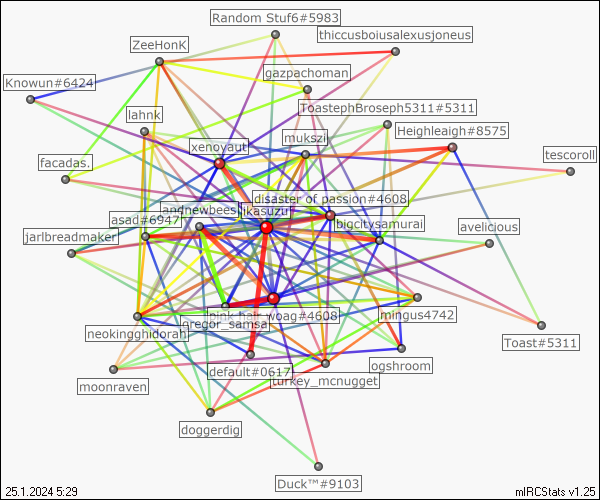 Random Stuf6#5983
thiccusboiusalexusjoneus
ZeeHonK
gazpachoman
Knowun#6424
ToastephBroseph5311#5311
lahnk
Heighleaigh#8575
mukszi
xenoyaut
tescoroll
facadas.
disaster of passion#4608
andnewbees
jikasuzu
asad#6947
bigcitysamurai
avelicious
jarlbreadmaker
pink hair woag#4608
mingus4742
gregor_samsa
neokingghidorah
Toast#5311
ogshroom
default#0617
turkey_mcnugget
moonraven
doggerdig
Duck™#9103
25.1.2024 5:29
mIRCStats v1.25